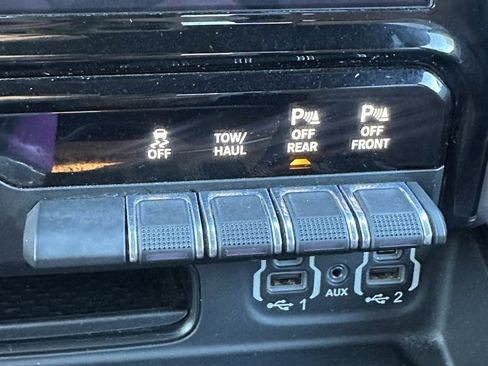 OFF
TOW/
HAUL
P
OFF
REAR
P
OFF
FRONT
1
AUX
2